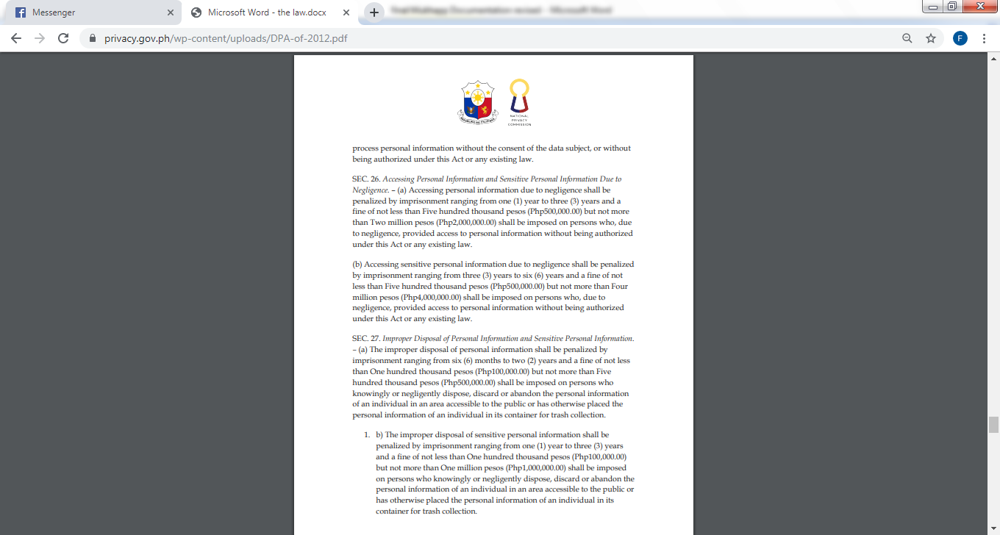 Messenger
Microsoft Word - the law.docx
privacy.gov.ph/wp-content/uploads/DPA-of-2012.pdf
F
NATIONAL
PRIVACY
COMMISSION
process personal information without the consent of the data subject, or without
being authorized under this Act or any existing law.
SEC. 26. Accessing Personal Information and Sensitive Personal Information Due to
Negligence. – (a) Accessing personal information due to negligence shall be
penalized by imprisonment ranging from one (1) year to three (3) years and a
fine of not less than Five hundred thousand pesos (Php500,000.00) but not more
than Two million pesos (Php2,000,000.00) shall be imposed on persons who, due
to negligence, provided access to personal information without being authorized
under this Act or any existing law.
(b) Accessing sensitive personal information due to negligence shall be penalized
by imprisonment ranging from three (3) years to six (6) years and a fine of not
less than Five hundred thousand pesos (Php500,000.00) but not more than Four
million pesos (Php4,000,000.00) shall be imposed on persons who, due to
negligence, provided access to personal information without being authorized
under this Act or any existing law.
SEC. 27. Improper Disposal of Personal Information and Sensitive Personal Information.
– (a) The improper disposal of personal information shall be penalized by
imprisonment ranging from six (6) months to two (2) years and a fine of not less
than One hundred thousand pesos (Php100,000.00) but not more than Five
hundred thousand pesos (Php500,000.00) shall be imposed on persons who
knowingly or negligently dispose, discard or abandon the personal information
of an individual in an area accessible to the public or has otherwise placed the
personal information of an individual in its container for trash collection.
1. b) The improper disposal of sensitive personal information shall be
penalized by imprisonment ranging from one (1) year to three (3) years
and a fine of not less than One hundred thousand pesos (Php100,000.00)
but not more than One million pesos (Php1,000,000.00) shall be imposed
on persons who knowingly or negligently dispose, discard or abandon the
personal information of an individual in an area accessible to the public or
has otherwise placed the personal information of an individual in its
container for trash collection.